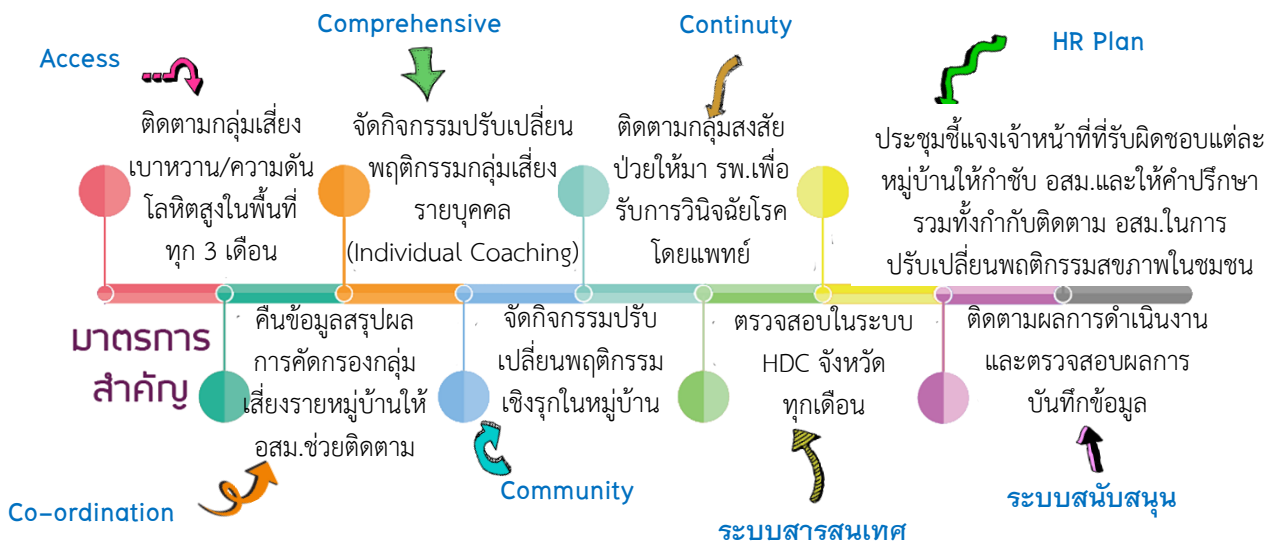 Access
ติดตามกลุ่มเสี่ยง
เบาหวาน/ความดัน
โลหิตสูงในพื้นที่
ทุก 3 เดือน
Comprehensive
จัดกิจกรรมปรับเปลี่ยน
พฤติกรรมกลุ่มเสี่ยง
รายบุคคล
(Individual Coaching)
Continuty
ติดตามกลุ่มสงสัย
ป่วยให้มา รพ.เพื่อ
รับการวินิจฉัยโรค
โดยแพทย์
HR Plan
ประชุมชี้แจงเจ้าหน้าที่ที่รับผิดชอบแต่ละ
หมู่บ้านให้กำชับ อสม.และให้คำปรึกษา
รวมทั้งกำกับติดตาม อสม.ในการ
ปรับเปลี่ยนพฤติกรรมสุขภาพในชุมชน
มาตรการ
สำคัญ
คืนข้อมูลสรุปผล
การคัดกรองกลุ่ม
เสี่ยงรายหมู่บ้านให้
อสม.ช่วยติดตาม
Co-ordination
จัดกิจกรรมปรับ
เปลี่ยนพฤติกรรม
เชิงรุกในหมู่บ้าน
Community
ตรวจสอบในระบบ
HDC จังหวัด
ทุกเดือน
ระบบสารสนเทศ
ติดตามผลการดำเนินงาน
และตรวจสอบผลการ
บันทึกข้อมูล
ระบบสนับสนุน